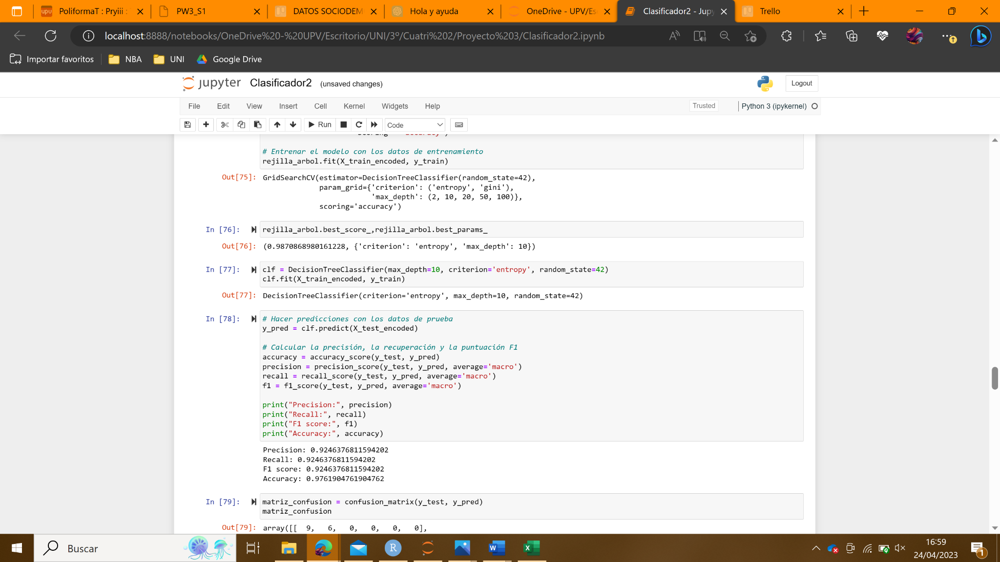 PoliformaT : Pryiii :
PW3_S1
DATOS SOCIODEM
Hola y ayuda
OneDrive - UPV/Es
Clasificador2 - Jupy
Trello
localhost:8888/notebooks/OneDrive%20-%20UPV/Escritorio/UNI/3º/Cuatri%202/Proyecto%203/Clasificador2.ipynb
Importar favoritos
NBA
UNI
Google Drive
jupyter Clasificador2 (unsaved changes)
Logout
File Edit View Insert Cell Kernel Widgets Help
Trusted
Python 3 (ipykernel)
Run
Code
# Entrenar el modelo con los datos de entrenamiento
rejilla_arbol.fit(X_train_encoded, y_train)
Out[75]: GridSearchCV(estimator=DecisionTreeClassifier(random_state=42),
param_grid={'criterion': ('entropy', 'gini'),
'max_depth': (2, 10, 20, 50, 100)},
scoring='accuracy')
In [76]: rejilla_arbol.best_score_,rejilla_arbol.best_params_
Out[76]: (0.9870868980161228, {'criterion': 'entropy', 'max_depth': 10})
In [77]: clf = DecisionTreeClassifier(max_depth=10, criterion='entropy', random_state=42)
clf.fit(X_train_encoded, y_train)
Out[77]: DecisionTreeClassifier(criterion='entropy', max_depth=10, random_state=42)
In [78]: # Hacer predicciones con los datos de prueba
y_pred = clf.predict(X_test_encoded)
# Calcular la precisión, la recuperación y la puntuación F1
accuracy = accuracy_score(y_test, y_pred)
precision = precision_score(y_test, y_pred, average='macro')
recall = recall_score(y_test, y_pred, average='macro')
f1 = f1_score(y_test, y_pred, average='macro')
print("Precision:", precision)
print("Recall:", recall)
print("F1 score:", f1)
print("Accuracy:", accuracy)
Precision: 0.9246376811594202
Recall: 0.9246376811594202
F1 score: 0.9246376811594202
Accuracy: 0.9761904761904762
In [79]: matriz_confusion = confusion_matrix(y_test, y_pred)
matriz_confusion
Out[79]: array([[ 9, 6, 0, 0, 0, 0],
Buscar
16:59
24/04/2023
1